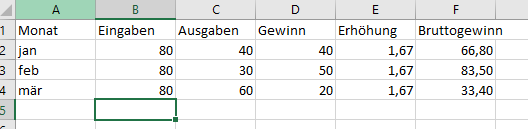 A B C D E F
1 Monat Eingaben Ausgaben Gewinn Erhöhung Bruttogewinn
2 jan 80 40 40 1,67 66,80
3 feb 80 30 50 1,67 83,50
4 mär 80 60 20 1,67 33,40
5
6